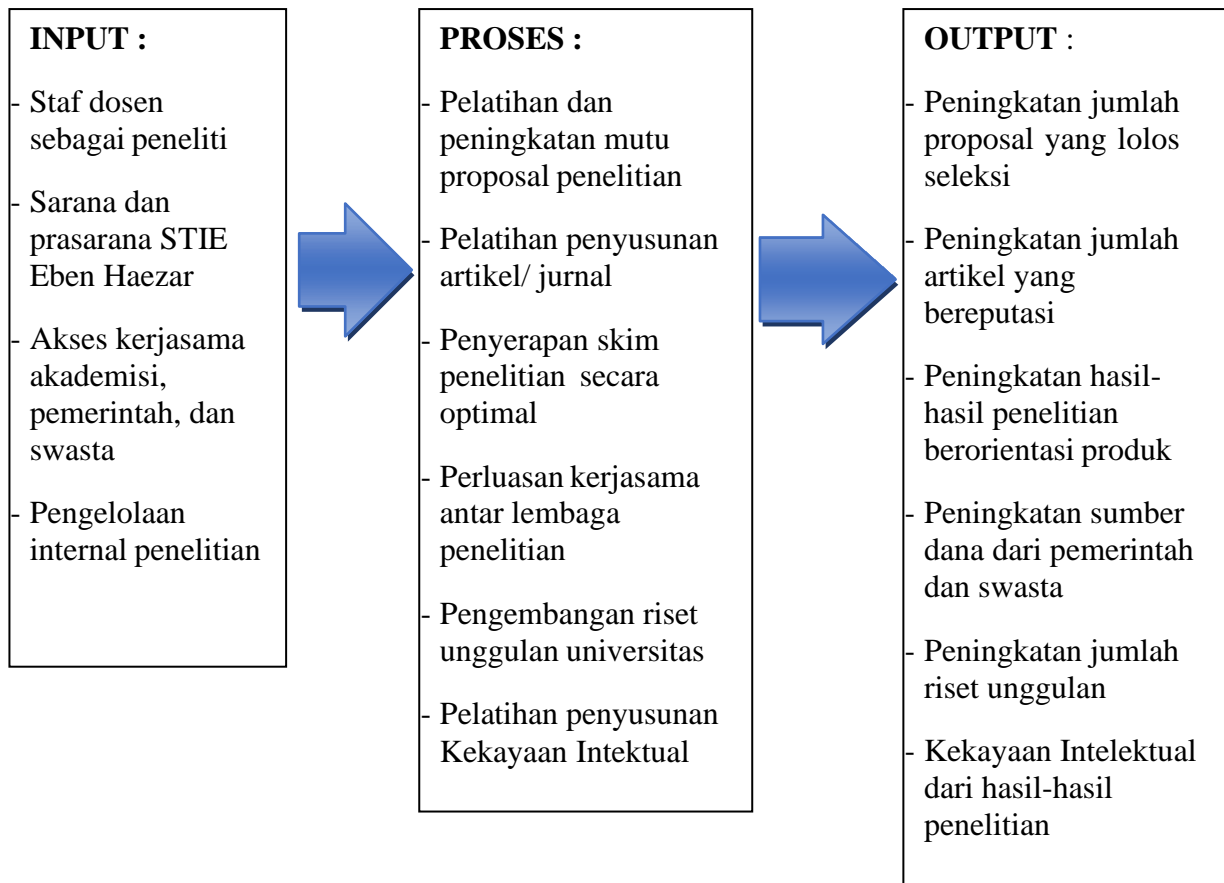 INPUT :
- Staf dosen
sebagai peneliti
- Sarana dan
prasarana STIE
Eben Haezar
- Akses kerjasama
akademisi,
pemerintah, dan
swasta
- Pengelolaan
internal penelitian
PROSES :
- Pelatihan dan
peningkatan mutu
proposal penelitian
- Pelatihan penyusunan
artikel/ jurnal
- Penyerapan skim
penelitian secara
optimal
- Perluasan kerjasama
antar lembaga
penelitian
- Pengembangan riset
unggulan universitas
- Pelatihan penyusunan
Kekayaan Intektual
OUTPUT :
- Peningkatan jumlah
proposal yang lolos
seleksi
- Peningkatan jumlah
artikel yang
bereputasi
- Peningkatan hasil-
hasil penelitian
berorientasi produk
- Peningkatan sumber
dana dari pemerintah
dan swasta
- Peningkatan jumlah
riset unggulan
- Kekayaan Intelektual
dari hasil-hasil
penelitian